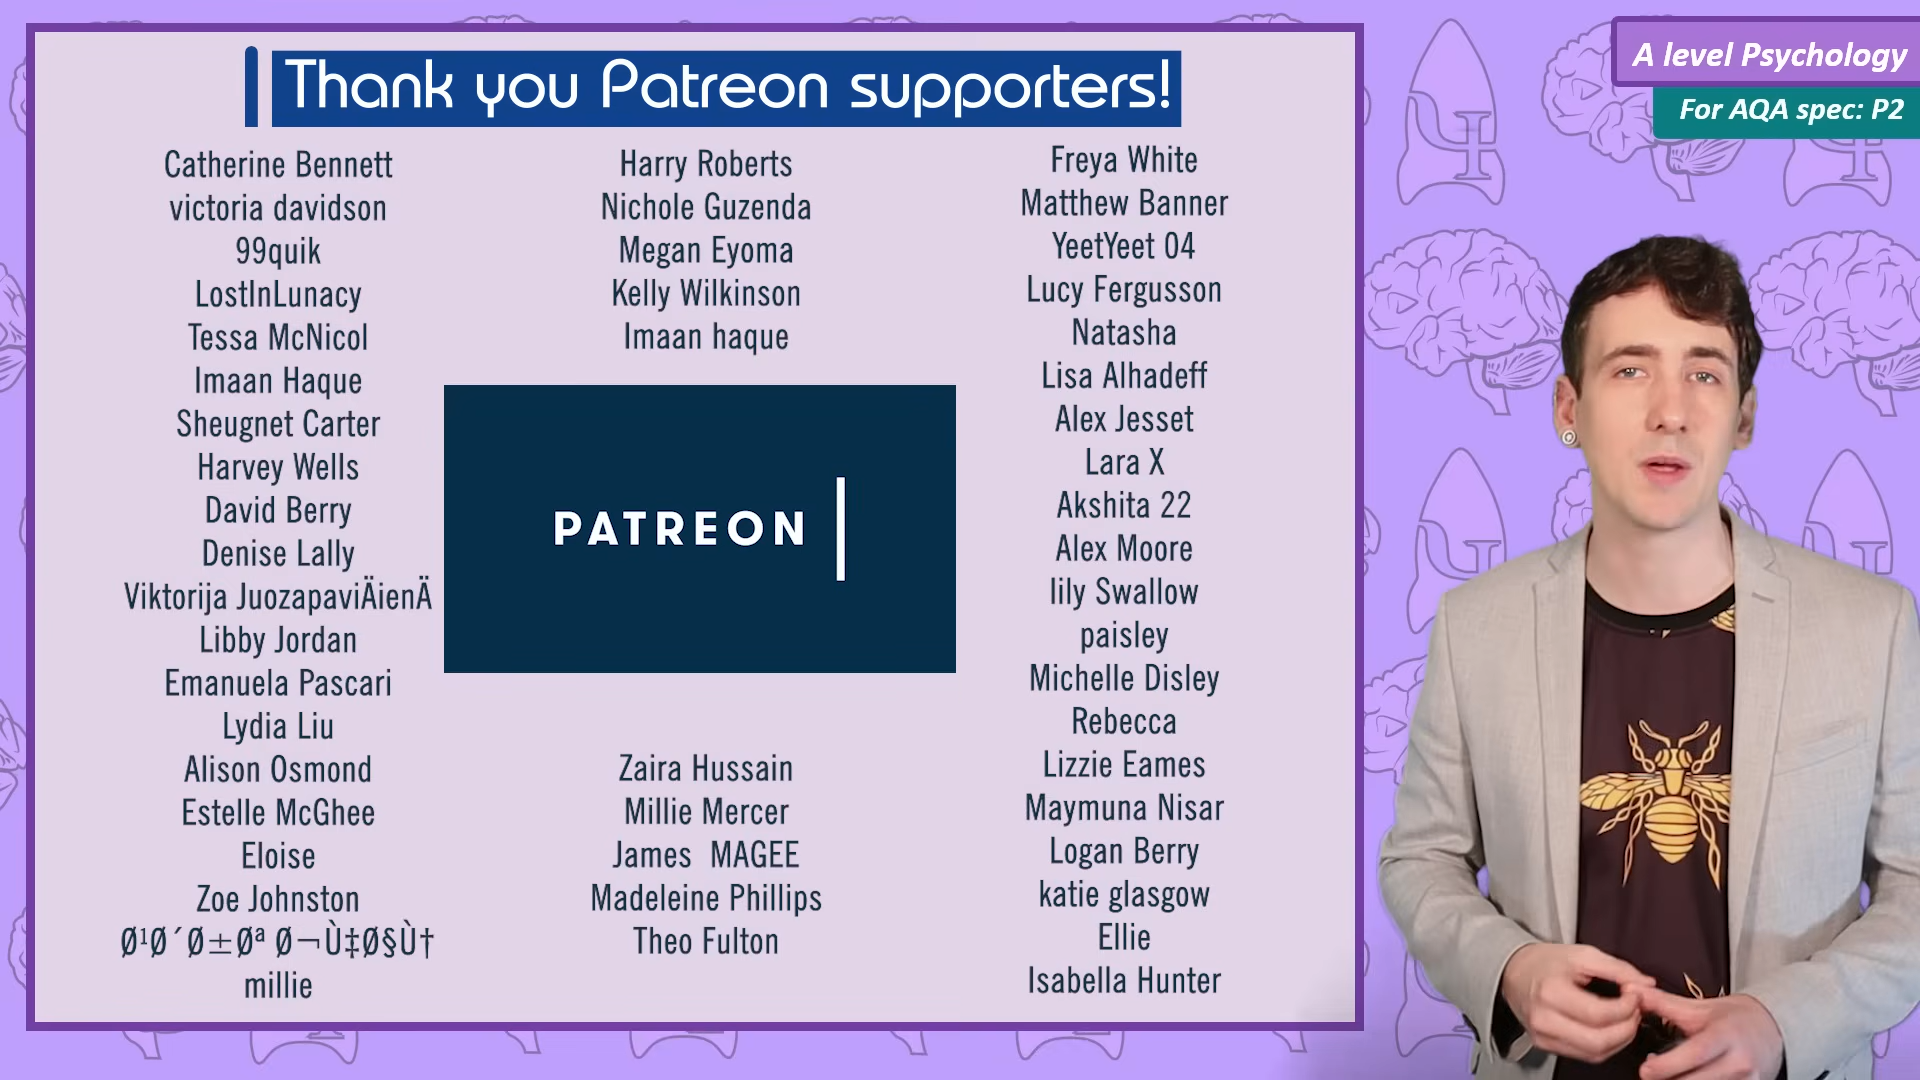 Thank you Patreon supporters!
A level Psychology
For AQA spec: P2
Catherine Bennett
victoria davidson
99quik
LostInLunacy
Tessa McNicol
Imaan Haque
Sheugnet Carter
Harvey Wells
David Berry
Denise Lally
Viktorija JuozapaviÄienÄ
Libby Jordan
Emanuela Pascari
Lydia Liu
Alison Osmond
Estelle McGhee
Eloise
Zoe Johnston
Ø¹Ø´Ø±Øª Ø¬Ù‡Ø§Ù†
millie
Harry Roberts
Nichole Guzenda
Megan Eyoma
Kelly Wilkinson
Imaan haque
PATREON
Zaira Hussain
Millie Mercer
James  MAGEE
Madeleine Phillips
Theo Fulton
Freya White
Matthew Banner
YeetYeet 04
Lucy Fergusson
Natasha
Lisa Alhadeff
Alex Jesset
Lara X
Akshita 22
Alex Moore
lily Swallow
paisley
Michelle Disley
Rebecca
Lizzie Eames
Maymuna Nisar
Logan Berry
katie glasgow
Ellie
Isabella Hunter